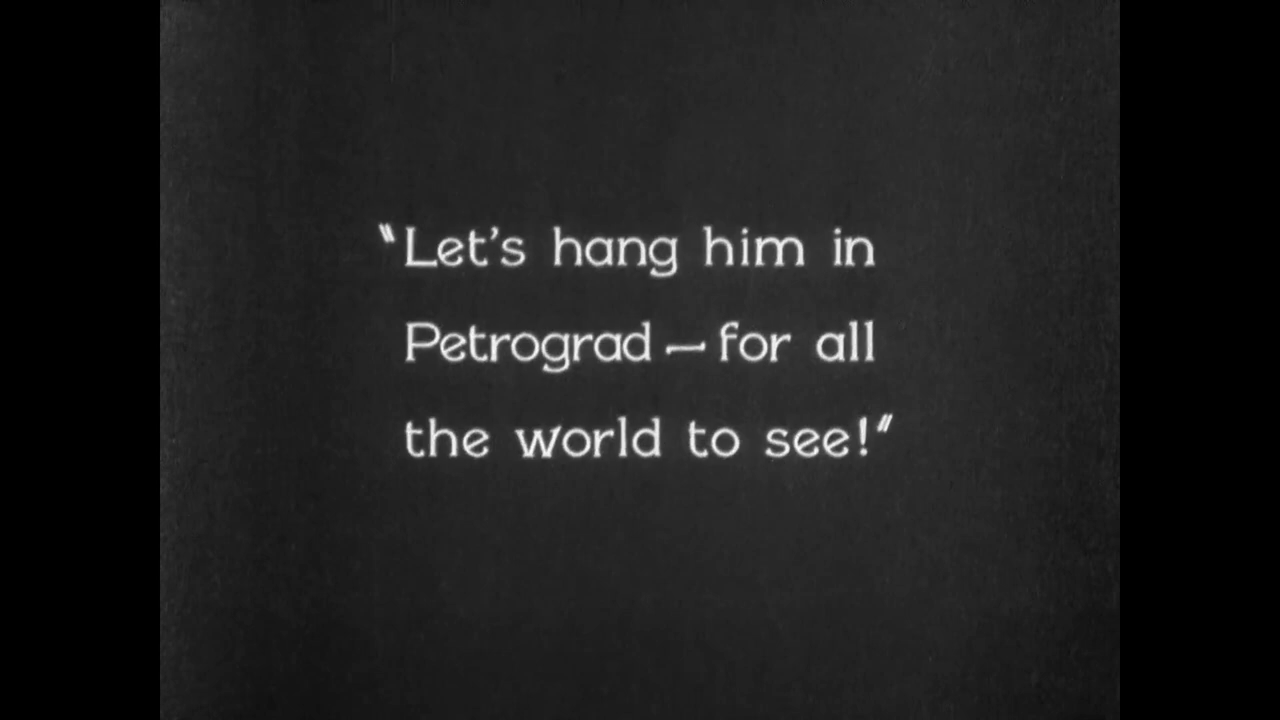 “Let’s hang him in
Petrograd — for all
the world to see!”